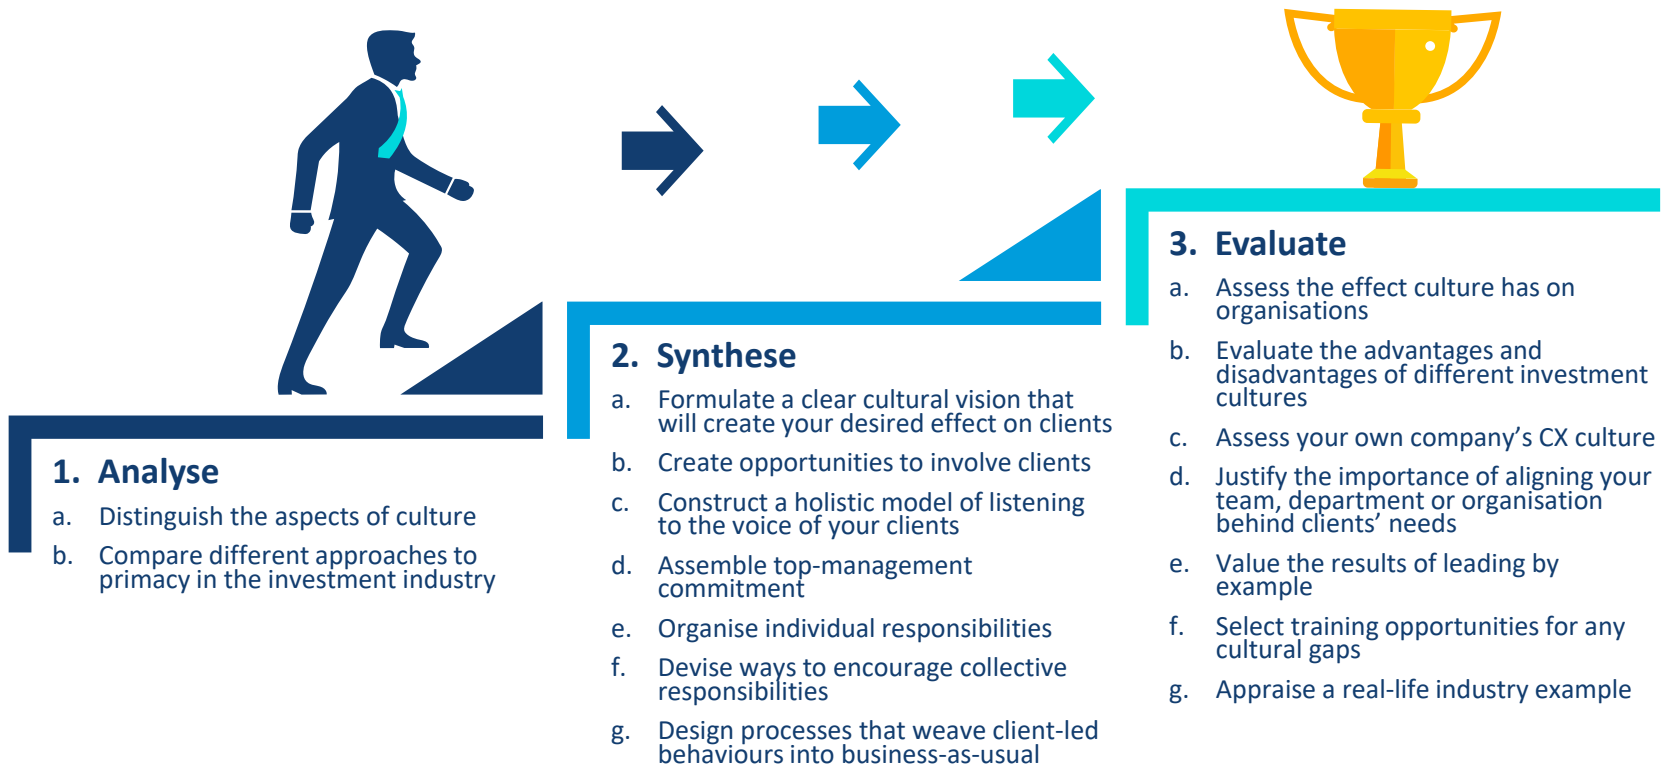 1. Analyse
a. Distinguish the aspects of culture
b. Compare different approaches to
primacy in the investment industry
2. Synthese
a. Formulate a clear cultural vision that
will create your desired effect on clients
b. Create opportunities to involve clients
c. Construct a holistic model of listening
to the voice of your clients
d. Assemble top-management
commitment
e. Organise individual responsibilities
f. Devise ways to encourage collective
responsibilities
g. Design processes that weave client-led
behaviours into business-as-usual
3. Evaluate
a. Assess the effect culture has on
organisations
b. Evaluate the advantages and
disadvantages of different investment
cultures
c. Assess your own company’s CX culture
d. Justify the importance of aligning your
team, department or organisation
behind clients’ needs
e. Value the results of leading by
example
f. Select training opportunities for any
cultural gaps
g. Appraise a real-life industry example